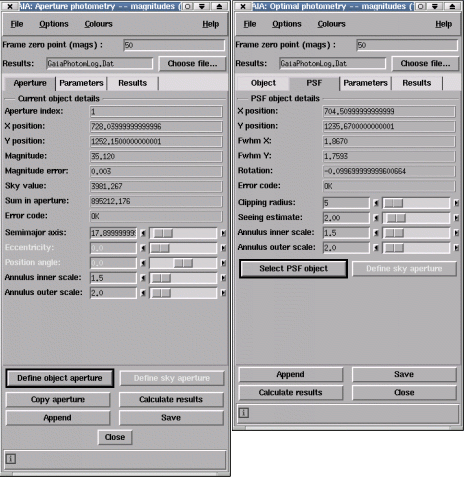 AIA: Aperture photometry -- magnitudes (
File Options Colours Help
Frame zero point (mags) : 50
Results: GaiaPhotomLog.Dat Choose file...
Aperture Parameters Results
Current object details
Aperture index: 1
X position: 728.03999999999996
Y position: 1252.1500000000001
Magnitude: 35.120
Magnitude error: 0.003
Sky value: 3981.267
Sum in aperture: 895212.176
Error code: OK
Semimajor axis: 17.899999999
Eccentricity: 0.0
Position angle: 0.0
Annulus inner scale: 1.5
Annulus outer scale: 2.0
Define object aperture Define sky aperture
Copy aperture Calculate results
Append Save
Close
AIA: Optimal photometry -- magnitudes (
File Options Colours Help
Frame zero point (mags) : 50
Results: GaiaPhotomLog.Dat Choose file...
Object PSF Parameters Results
PSF object details
X position: 704.50999999999999
Y position: 1235.6700000000001
Fwhm X: 1.8670
Fwhm Y: 1.7593
Rotation: -0.099699999999600664
Error code: OK
Clipping radius: 5
Seeing estimate: 2.00
Annulus inner scale: 1.5
Annulus outer scale: 2.0
Select PSF object Define sky aperture
Append Save
Calculate results Close